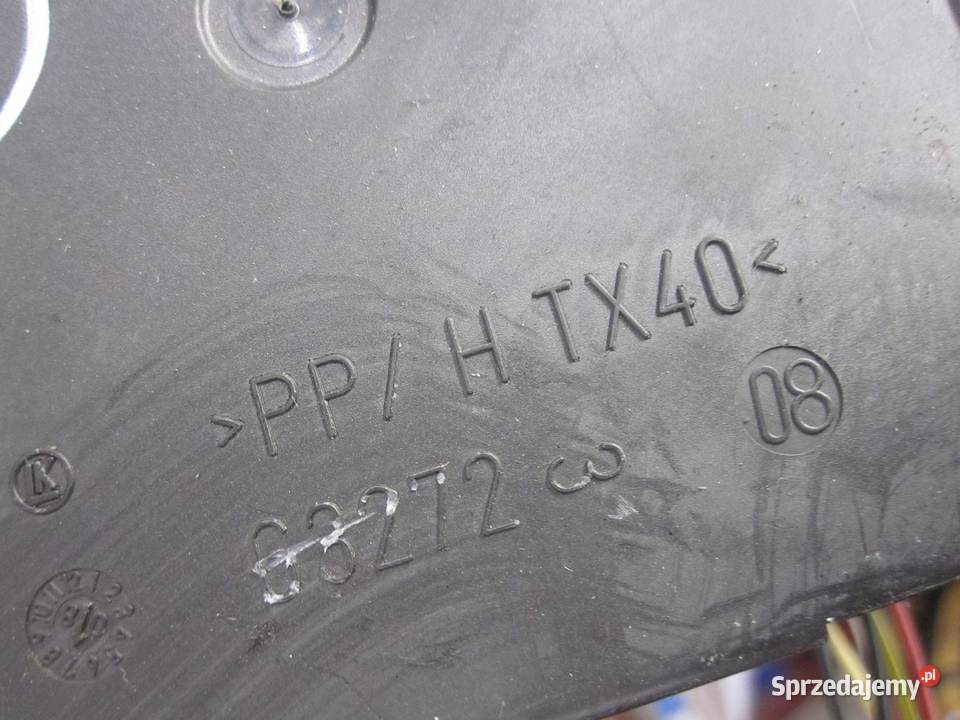 >PP/ H TX40<
08
63272 3
K
Sprzedajemy.pl